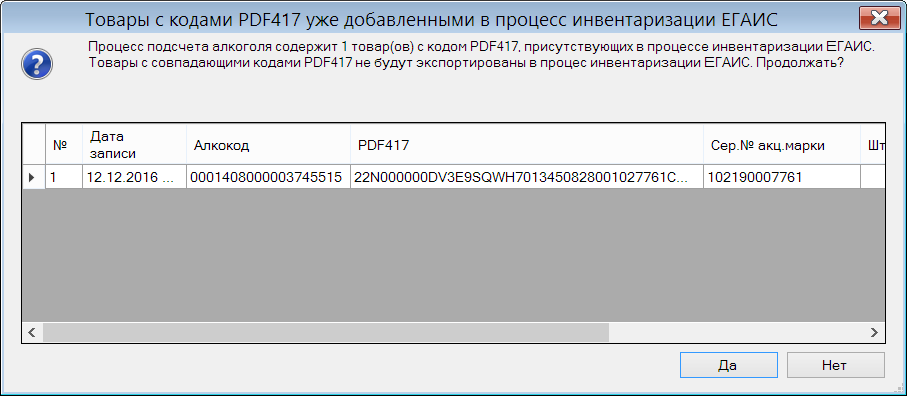 Товары с кодами PDF417 уже добавленными в процесс инвентаризации ЕГАИС
Процесс подсчета алкоголя содержит 1 товар(ов) с кодом PDF417, присутствующих в процессе инвентаризации ЕГАИС.
Товары с совпадающими кодами PDF417 не будут экспортированы в процес инвентаризации ЕГАИС. Продолжать?
№ Дата записи Алкокод PDF417 Сер.№ акц.марки Шт
1 12.12.2016 ... 0001408000003745515 22N000000DV3E9SQWH7013450828001027761C... 102190007761
Да Нет